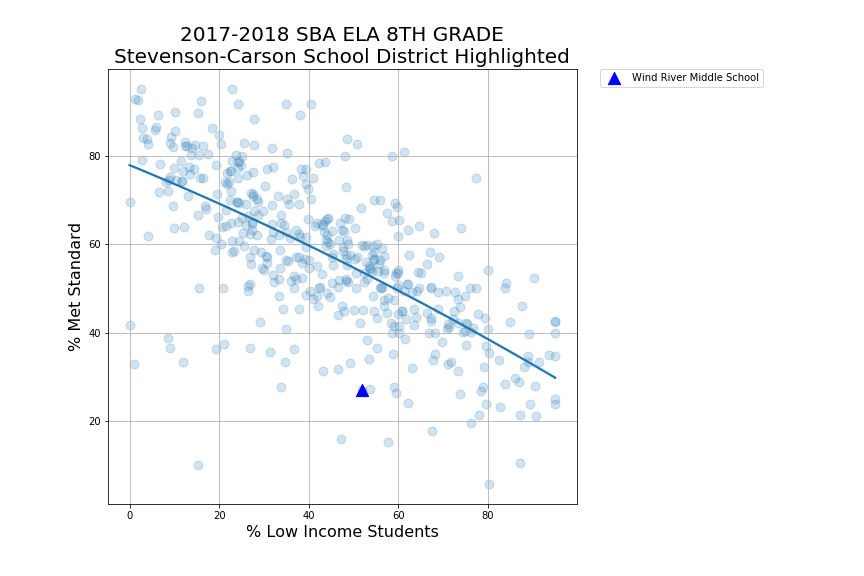 2017-2018 SBA ELA 8TH GRADE
Stevenson-Carson School District Highlighted
Wind River Middle School
% Met Standard
80
60
40
20
0 20 40 60 80
% Low Income Students